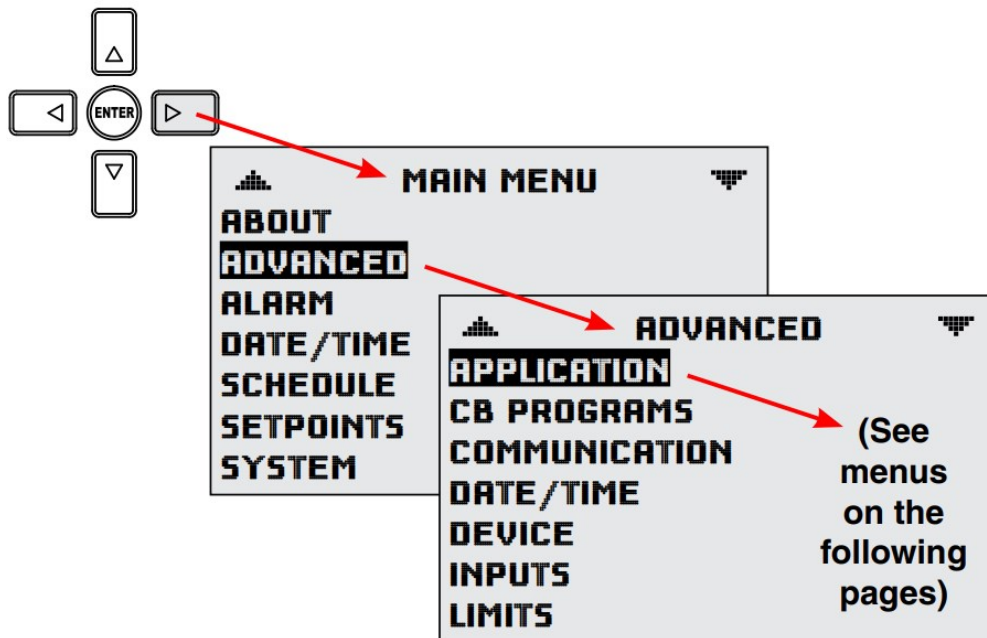 ENTER
MAIN MENU
ABOUT
ADVANCED
ALARM
DATE/TIME
SCHEDULE
SETPOINTS
SYSTEM
ADVANCED
APPLICATION
CB PROGRAMS
COMMUNICATION
DATE/TIME
DEVICE
INPUTS
LIMITS
(See
menus
on the
following
pages)